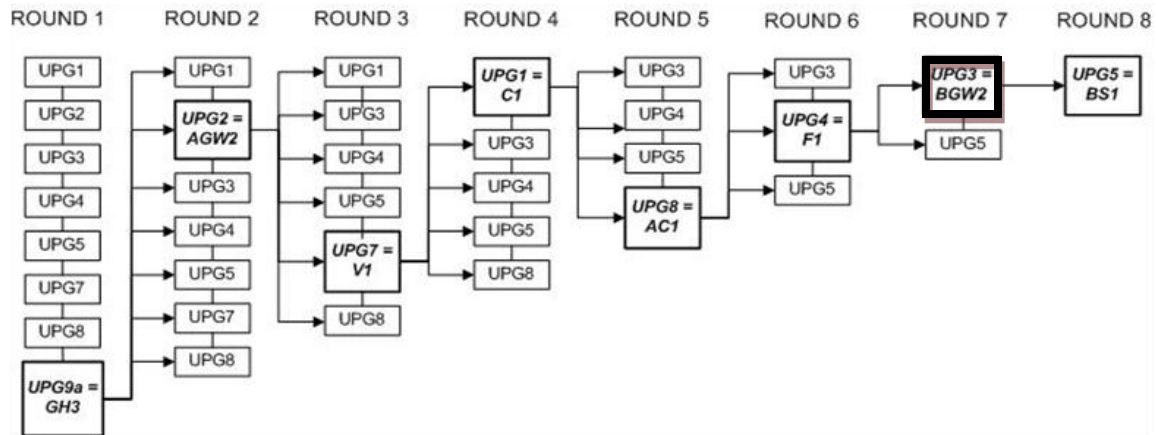 ROUND 1
ROUND 2
ROUND 3
ROUND 4
ROUND 5
ROUND 6
ROUND 7
ROUND 8
UPG1
UPG2
UPG3
UPG4
UPG5
UPG7
UPG8
UPG9a =
GH3
UPG1
UPG2 =
AGW2
UPG3
UPG4
UPG5
UPG7
UPG8
UPG1
UPG3
UPG4
UPG5
UPG7 =
V1
UPG8
UPG1 =
C1
UPG3
UPG4
UPG5
UPG8
UPG3
UPG4
UPG5
UPG8 =
AC1
UPG3
UPG4 =
F1
UPG5
UPG3 =
BGW2
UPG5
UPG5 =
BS1